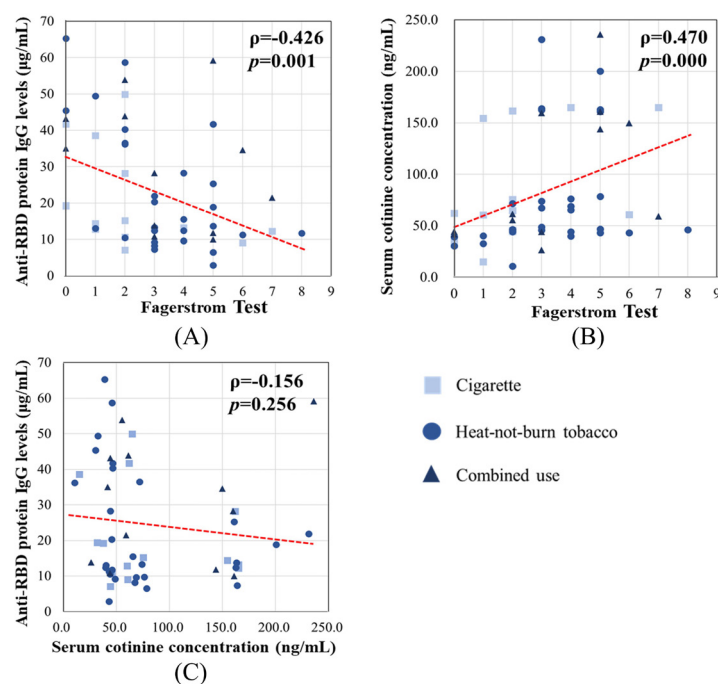 (A)
Anti-RBD protein IgG levels (μg/mL)
70
60
50
40
30
20
10
0
ρ=-0.426
p=0.001
0 1 2 3 4 5 6 7 8 9
Fagerstrom Test
(A)
(B)
Serum cotinine concentration (ng/mL)
250.0
200.0
150.0
100.0
50.0
0.0
ρ=0.470
p=0.000
0 1 2 3 4 5 6 7 8 9
Fagerstrom Test
(B)
Anti-RBD protein IgG levels (μg/mL)
70
60
50
40
30
20
10
0
ρ=-0.156
p=0.256
0.0 50.0 100.0 150.0 200.0 250.0
Serum cotinine concentration (ng/mL)
(C)
Cigarette
Heat-not-burn tobacco
Combined use